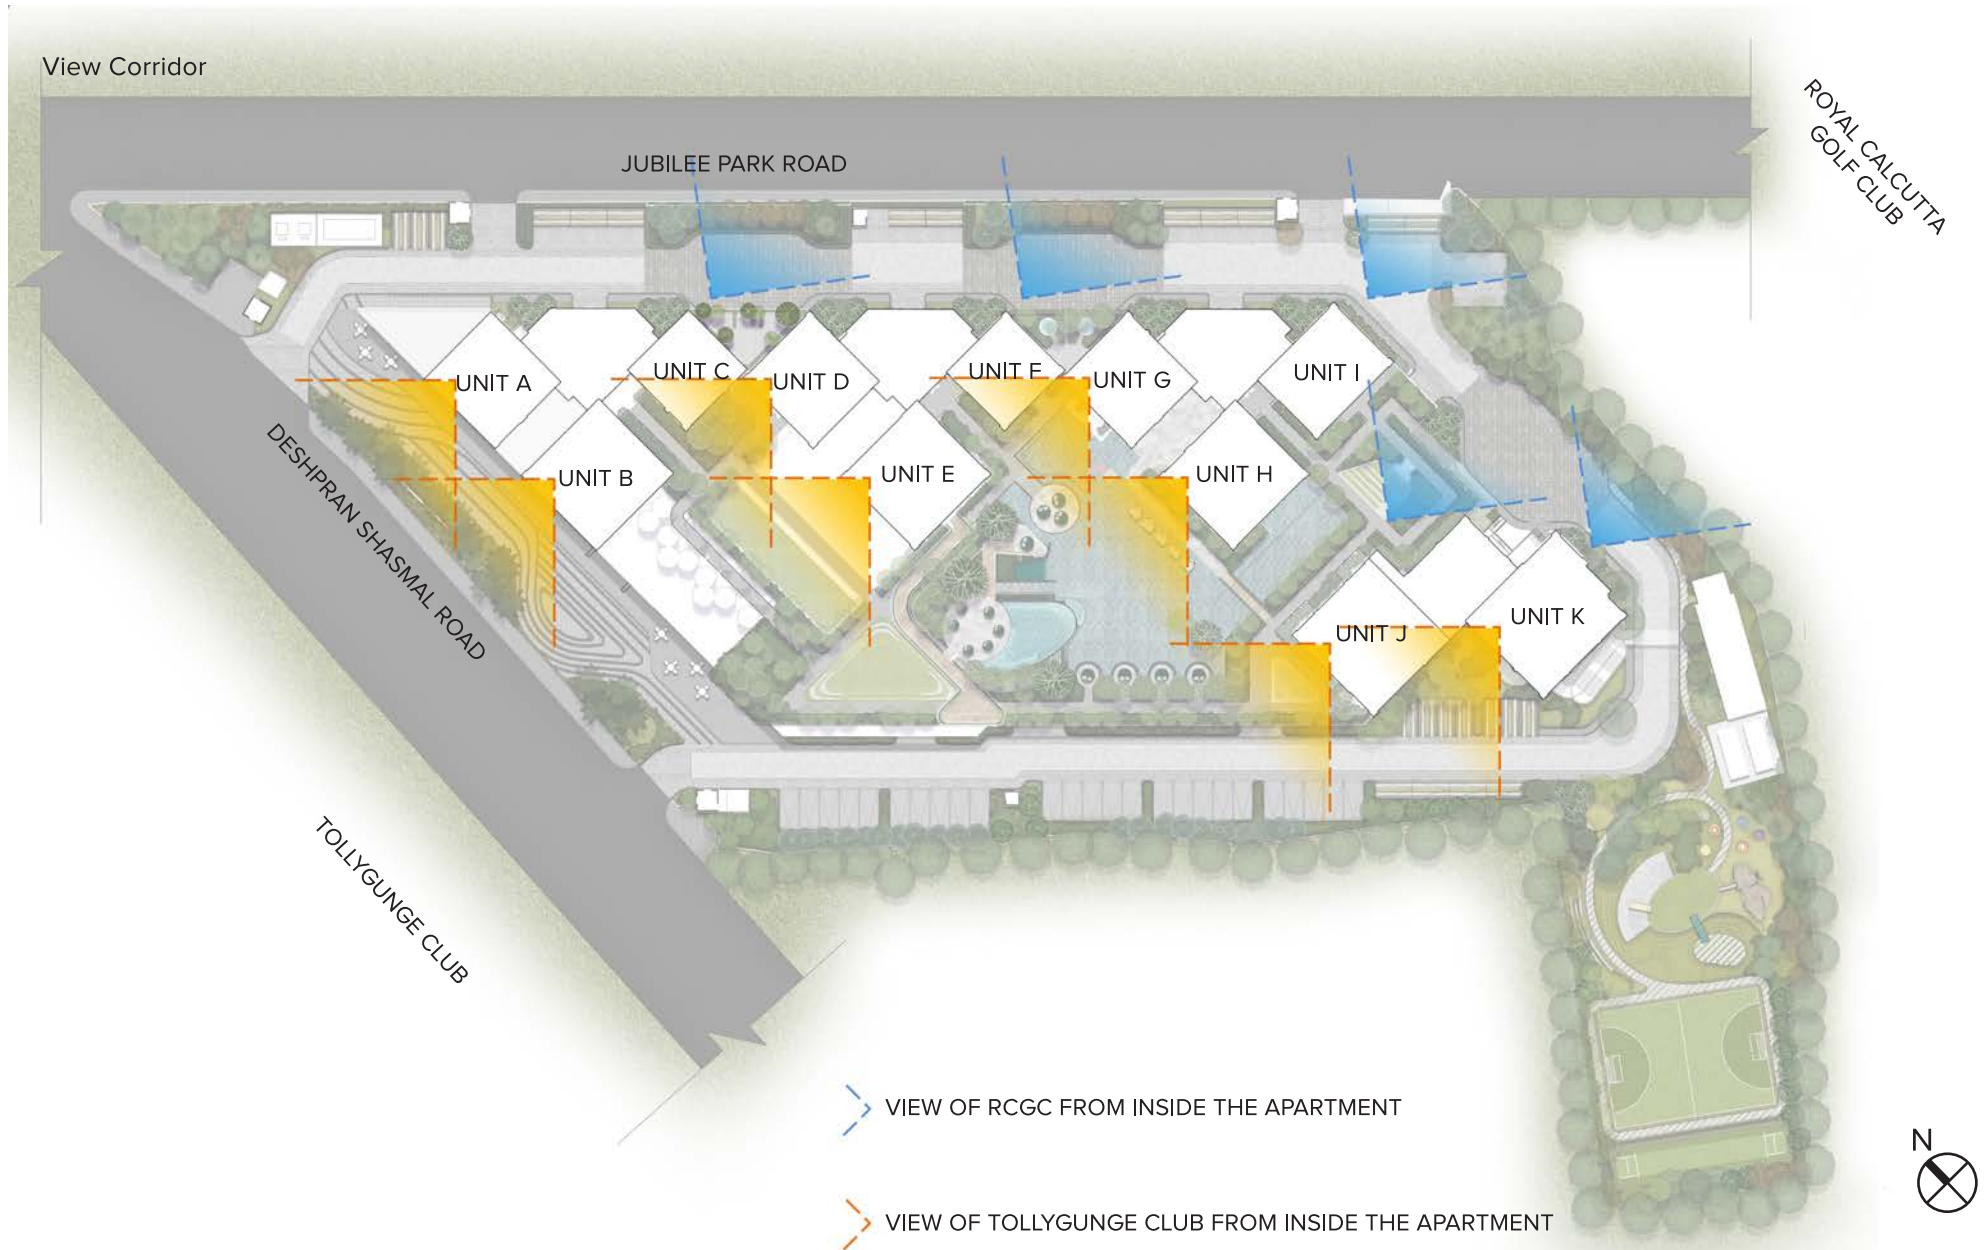 View Corridor
ROYAL CALCUTTA
GOLF CLUB
JUBILEE PARK ROAD
UNIT A
UNIT B
UNIT C
UNIT D
UNIT E
UNIT F
UNIT G
UNIT H
UNIT I
UNIT J
UNIT K
DESHPRAN SHASMAL ROAD
TOLLYGUNGE CLUB
VIEW OF RCGC FROM INSIDE THE APARTMENT
VIEW OF TOLLYGUNGE CLUB FROM INSIDE THE APARTMENT
N